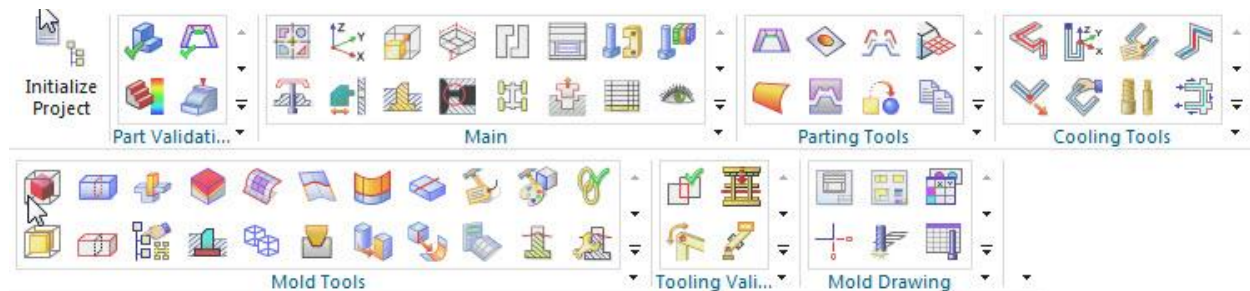 Initialize
Project
Part Validati...
Main
Parting Tools
Cooling Tools
Mold Tools
Tooling Vali...
Mold Drawing